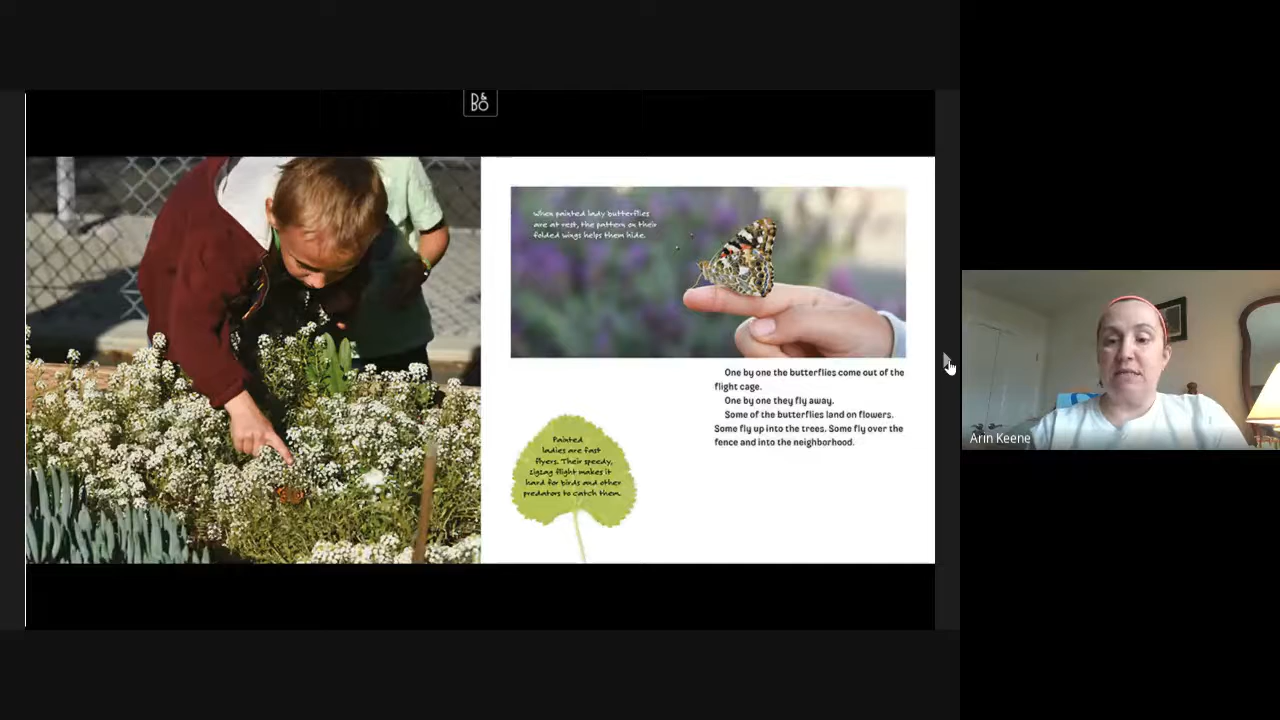 B&
BO
When painted lady butterflies
are at rest, the pattern on their
folded wings helps them hide.
One by one the butterflies come out of the
flight cage.
One by one they fly away.
Some of the butterflies land on flowers.
Some fly up into the trees. Some fly over the
fence and into the neighborhood.
Painted
ladies are fast
flyers. Their speedy,
zigzag flight makes it
hard for birds and other
predators to catch them.
Arin Keene